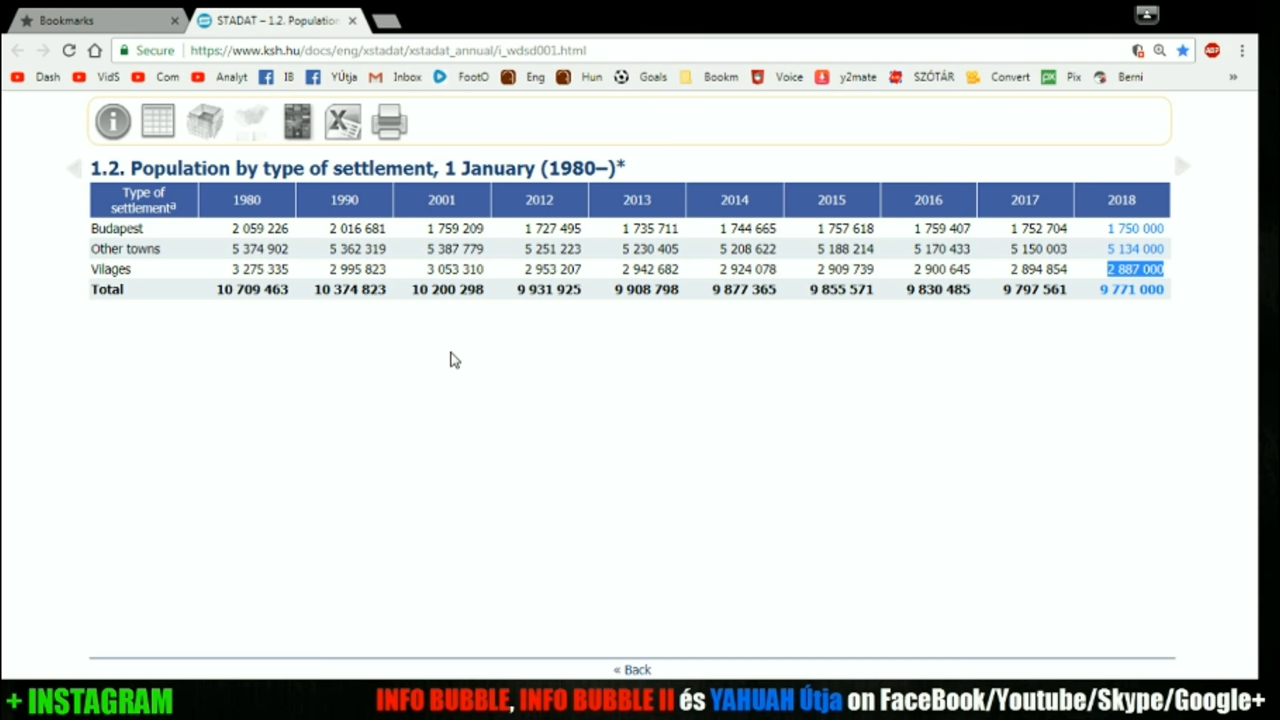 Bookmarks
STADAT – 1.2. Population
Secure
https://www.ksh.hu/docs/eng/xstadat/xstadat_annual/i_wdsd001.html
Dash VidS Com Analyt IB YÚtja Inbox FootO Eng Hun Goals Bookm Voice y2mate SZÓTÁR Convert Pix Berni »
1.2. Population by type of settlement, 1 January (1980–)*
Type of settlementª 1980 1990 2001 2012 2013 2014 2015 2016 2017 2018
Budapest 2 059 226 2 016 681 1 759 209 1 727 495 1 735 711 1 744 665 1 757 618 1 759 407 1 752 704 1 750 000
Other towns 5 374 902 5 362 319 5 387 779 5 251 223 5 230 405 5 208 622 5 188 214 5 170 433 5 150 003 5 134 000
Vilages 3 275 335 2 995 823 3 053 310 2 953 207 2 942 682 2 924 078 2 909 739 2 900 645 2 894 854 2 887 000
Total 10 709 463 10 374 823 10 200 298 9 931 925 9 908 798 9 877 365 9 855 571 9 830 485 9 797 561 9 771 000
« Back
+ INSTAGRAM
INFO BUBBLE, INFO BUBBLE II és YAHUAH Útja on FaceBook/Youtube/Skype/Google+